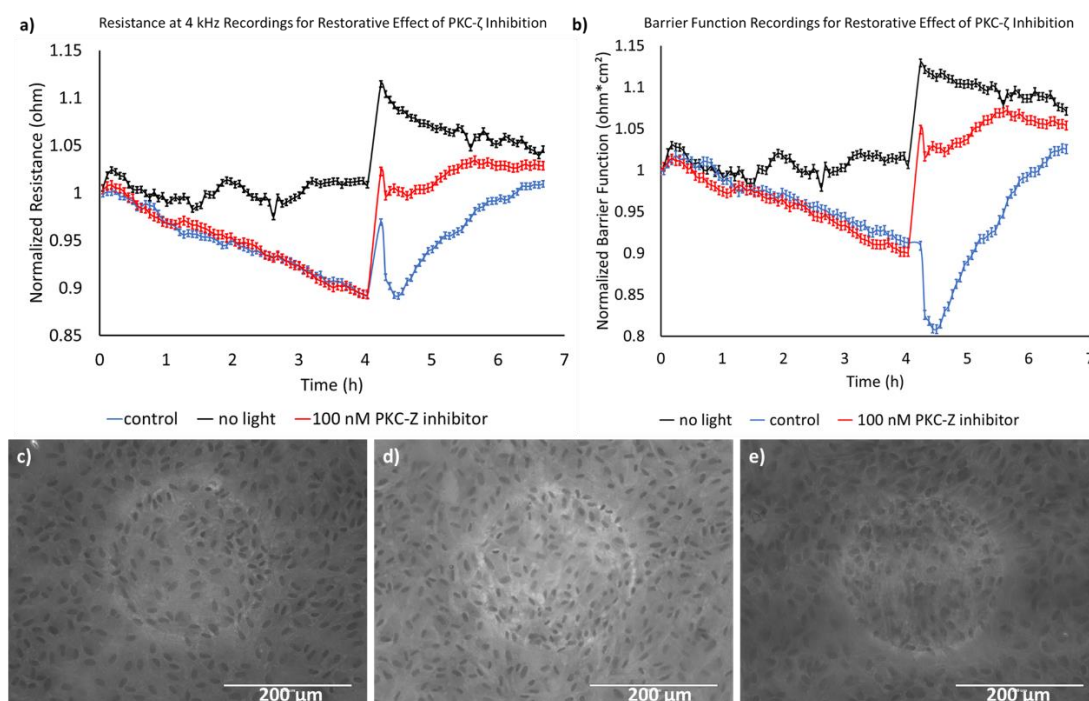 a) Resistance at 4 kHz Recordings for Restorative Effect of PKC-ζ Inhibition
Normalized Resistance (ohm)
1.15
1.1
1.05
1
0.95
0.9
0.85
0 1 2 3 4 5 6 7
Time (h)
control no light 100 nM PKC-Z inhibitor
b) Barrier Function Recordings for Restorative Effect of PKC-ζ Inhibition
Normalized Barrier Function (ohm*cm²)
1.15
1.1
1.05
1
0.95
0.9
0.85
0.8
0 1 2 3 4 5 6 7
Time (h)
no light control 100 nM PKC-Z inhibitor
c)
200 µm
d)
200 µm
e)
200 µm